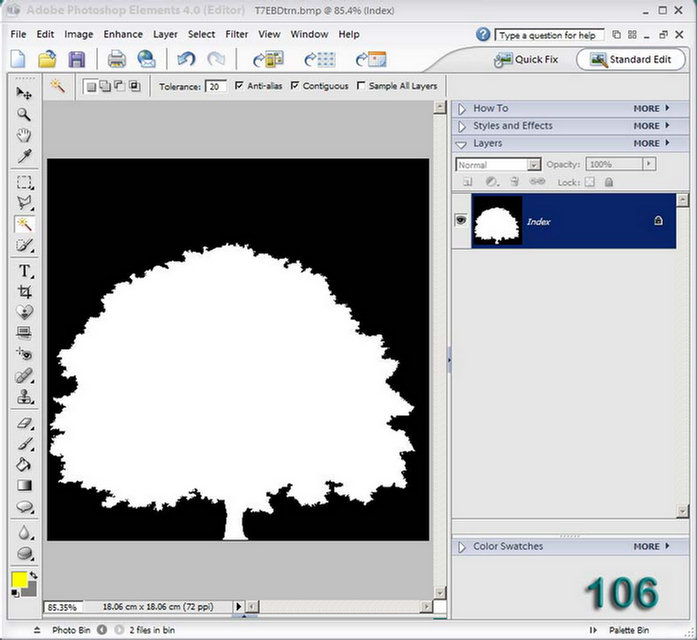 Adobe Photoshop Elements 4.0 (Editor) T7EBDtrn.bmp @ 85.4% (Index)
File Edit Image Enhance Layer Select Filter View Window Help
Type a question for help
Quick Fix
Standard Edit
Tolerance: 20 Anti-alias Contiguous Sample All Layers
How To MORE
Styles and Effects MORE
Layers MORE
Normal Opacity: 100%
Lock:
Index
T
Color Swatches MORE
106
85.35% 18.06 cm x 18.06 cm (72 ppi)
Photo Bin 2 files in bin Palette Bin